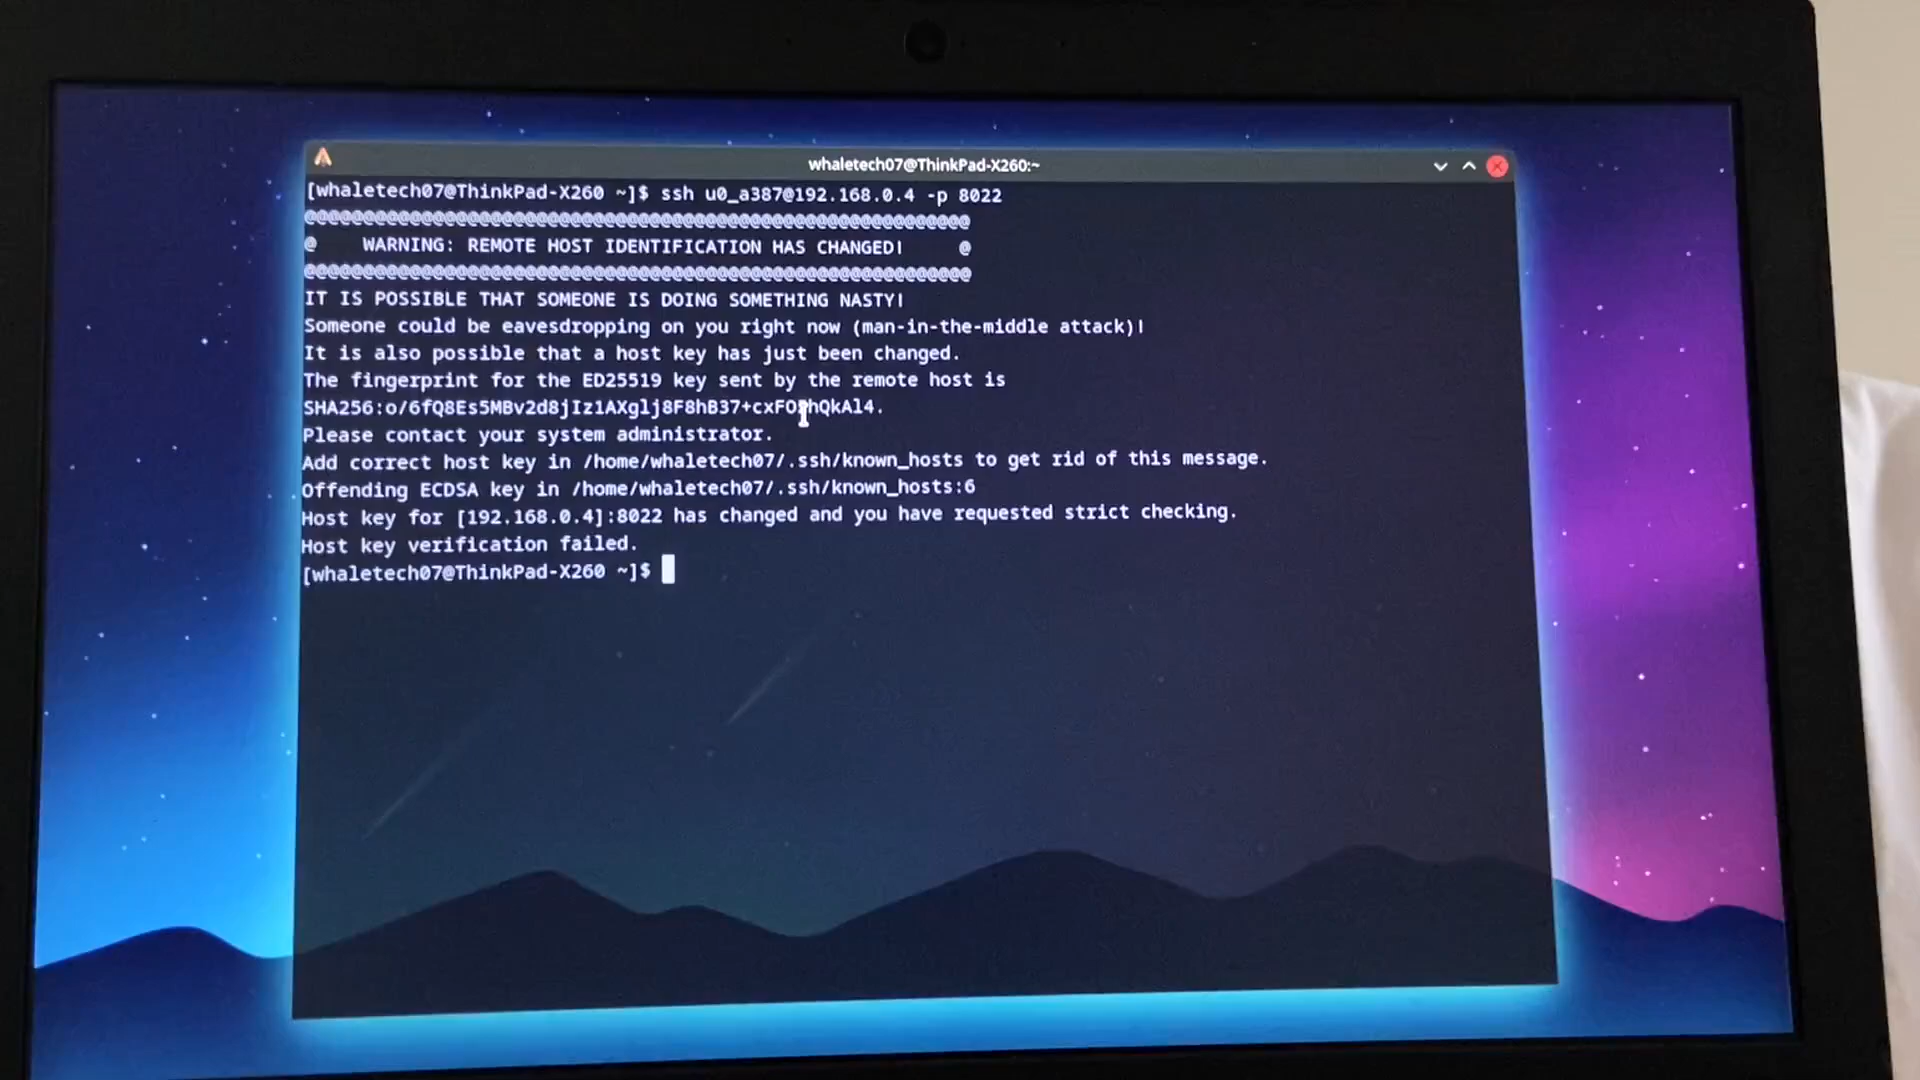 whaletech07@ThinkPad-X260:~
[whaletech07@ThinkPad-X260 ~]$ ssh u0_a387@192.168.0.4 -p 8022
@@@@@@@@@@@@@@@@@@@@@@@@@@@@@@@@@@@@@@@@@@@@@@@@@@@@@@@@@@@
@    WARNING: REMOTE HOST IDENTIFICATION HAS CHANGED!     @
@@@@@@@@@@@@@@@@@@@@@@@@@@@@@@@@@@@@@@@@@@@@@@@@@@@@@@@@@@@
IT IS POSSIBLE THAT SOMEONE IS DOING SOMETHING NASTY!
Someone could be eavesdropping on you right now (man-in-the-middle attack)!
It is also possible that a host key has just been changed.
The fingerprint for the ED25519 key sent by the remote host is
Please contact your system administrator.
Add correct host key in /home/whaletech07/.ssh/known_hosts to get rid of this message.
Offending ECDSA key in /home/whaletech07/.ssh/known_hosts:6
Host key for [192.168.0.4]:8022 has changed and you have requested strict checking.
Host key verification failed.
[whaletech07@ThinkPad-X260 ~]$